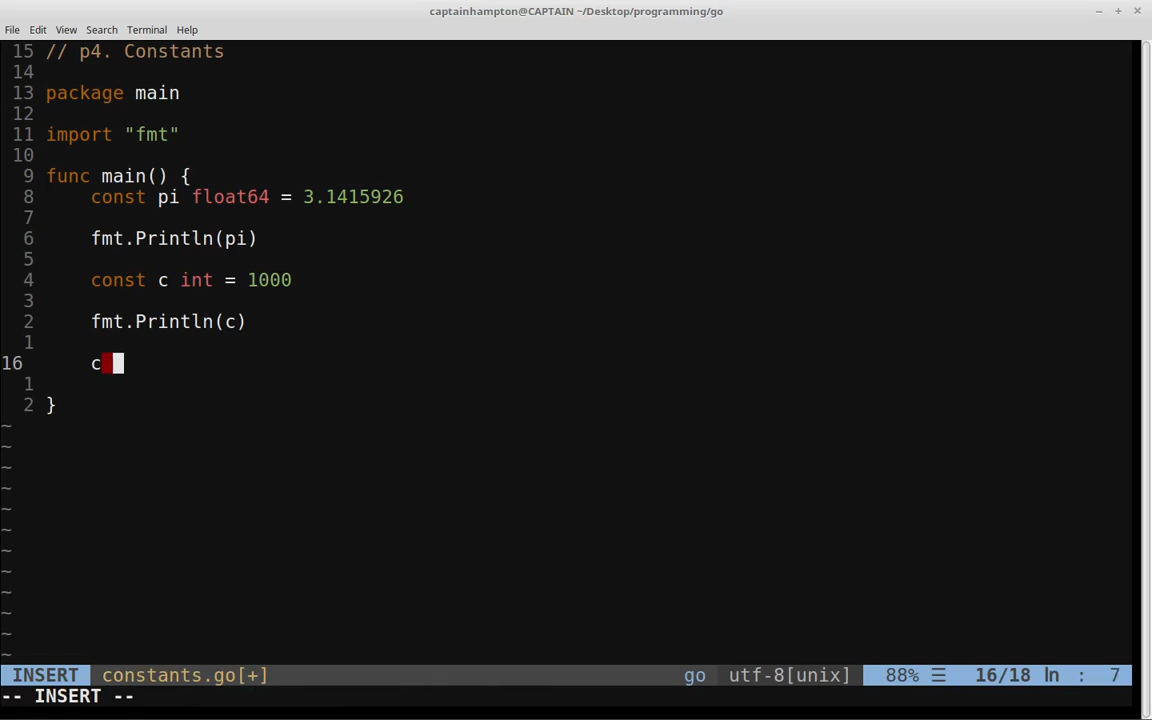 captainhampton@CAPTAIN ~/Desktop/programming/go
File Edit View Search Terminal Help
15 // p4. Constants
14
13 package main
12
11 import "fmt"
10
9 func main() {
8     const pi float64 = 3.1415926
7
6     fmt.Println(pi)
5
4     const c int = 1000
3
2     fmt.Println(c)
1
16     c
1
2 }
~
~
~
~
~
~
~
~
~
~
~
~
INSERT constants.go[+] go utf-8[unix] 88% ☰ 16/18 ln : 7
-- INSERT --